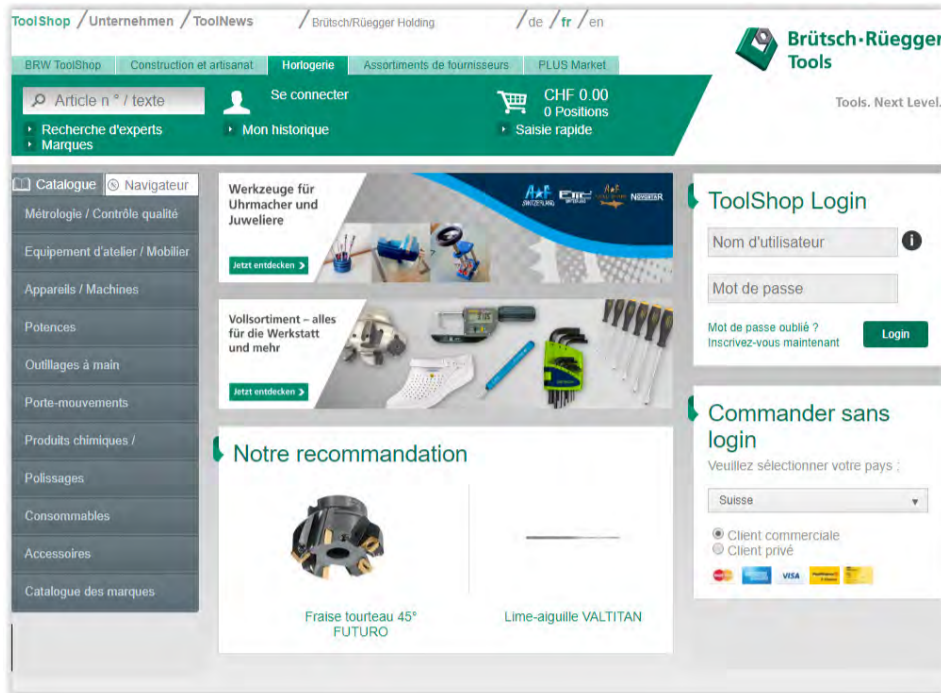 ToolShop / Unternehmen / ToolNews / Brütsch/Rüegger Holding / de / fr / en
Brütsch·Rüegger
Tools
Tools. Next Level.
BRW ToolShop Construction et artisanat Horlogerie Assortiments de fournisseurs PLUS Market
Article n ° / texte
Se connecter
CHF 0.00
0 Positions
Recherche d'experts
Marques
Mon historique
Saisie rapide
Catalogue Navigateur
Métrologie / Contrôle qualité
Equipement d'atelier / Mobilier
Appareils / Machines
Potences
Outillages à main
Porte-mouvements
Produits chimiques /
Polissages
Consommables
Accessoires
Catalogue des marques
Werkzeuge für
Uhrmacher und
Juweliere
Jetzt entdecken
A*F
SWITZERLAND
NOVOSTAR
Vollsortiment – alles
für die Werkstatt
und mehr
Jetzt entdecken
Notre recommandation
Fraise tourteau 45°
FUTURO
Lime-aiguille VALTITAN
ToolShop Login
Nom d'utilisateur
Mot de passe
Mot de passe oublié ?
Inscrivez-vous maintenant
Login
Commander sans
login
Veuillez sélectionner votre pays :
Suisse
Client commerciale
Client privé
VISA